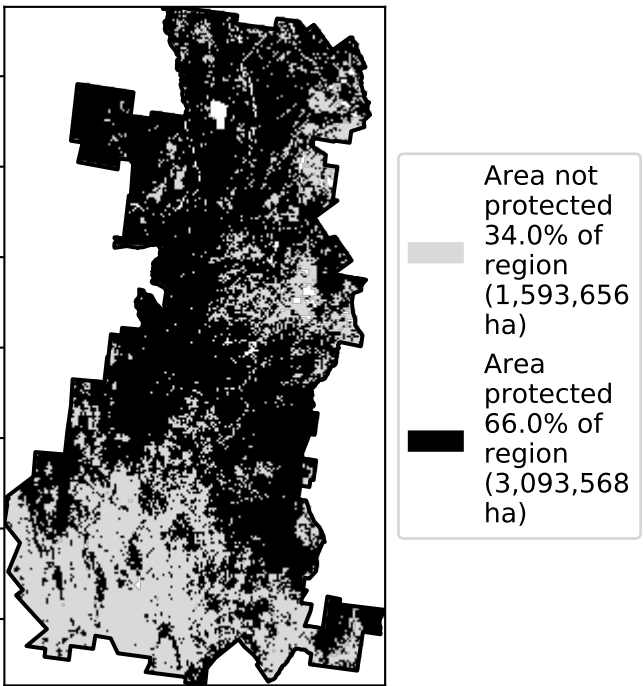 Area not
protected
34.0% of
region
(1,593,656
ha)
Area
protected
66.0% of
region
(3,093,568
ha)